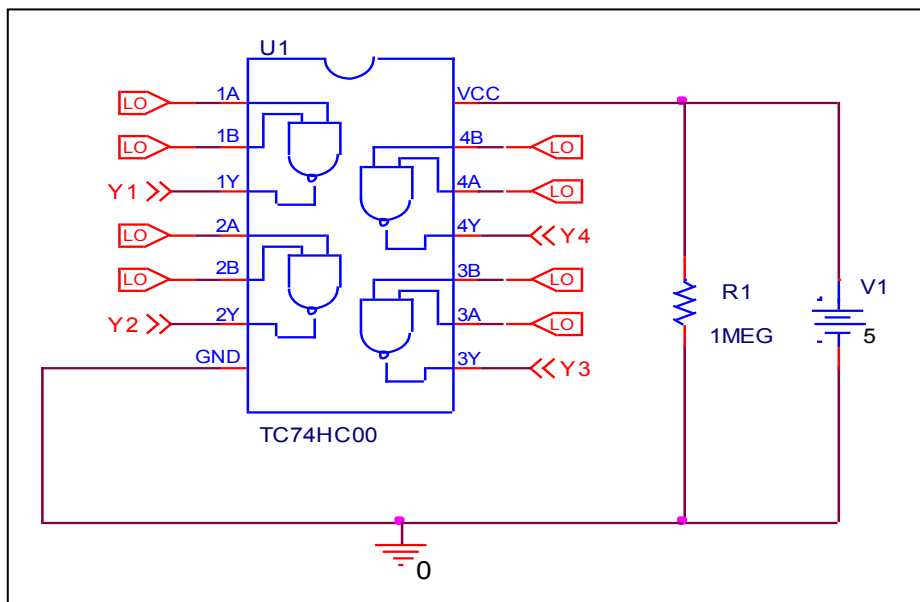 U1
LO 1A VCC
LO 1B 4B LO
Y1 1Y 4A LO
LO 2A 4Y Y4
LO 2B 3B LO
Y2 2Y 3A LO
GND 3Y Y3
TC74HC00
R1
1MEG
V1
5
0